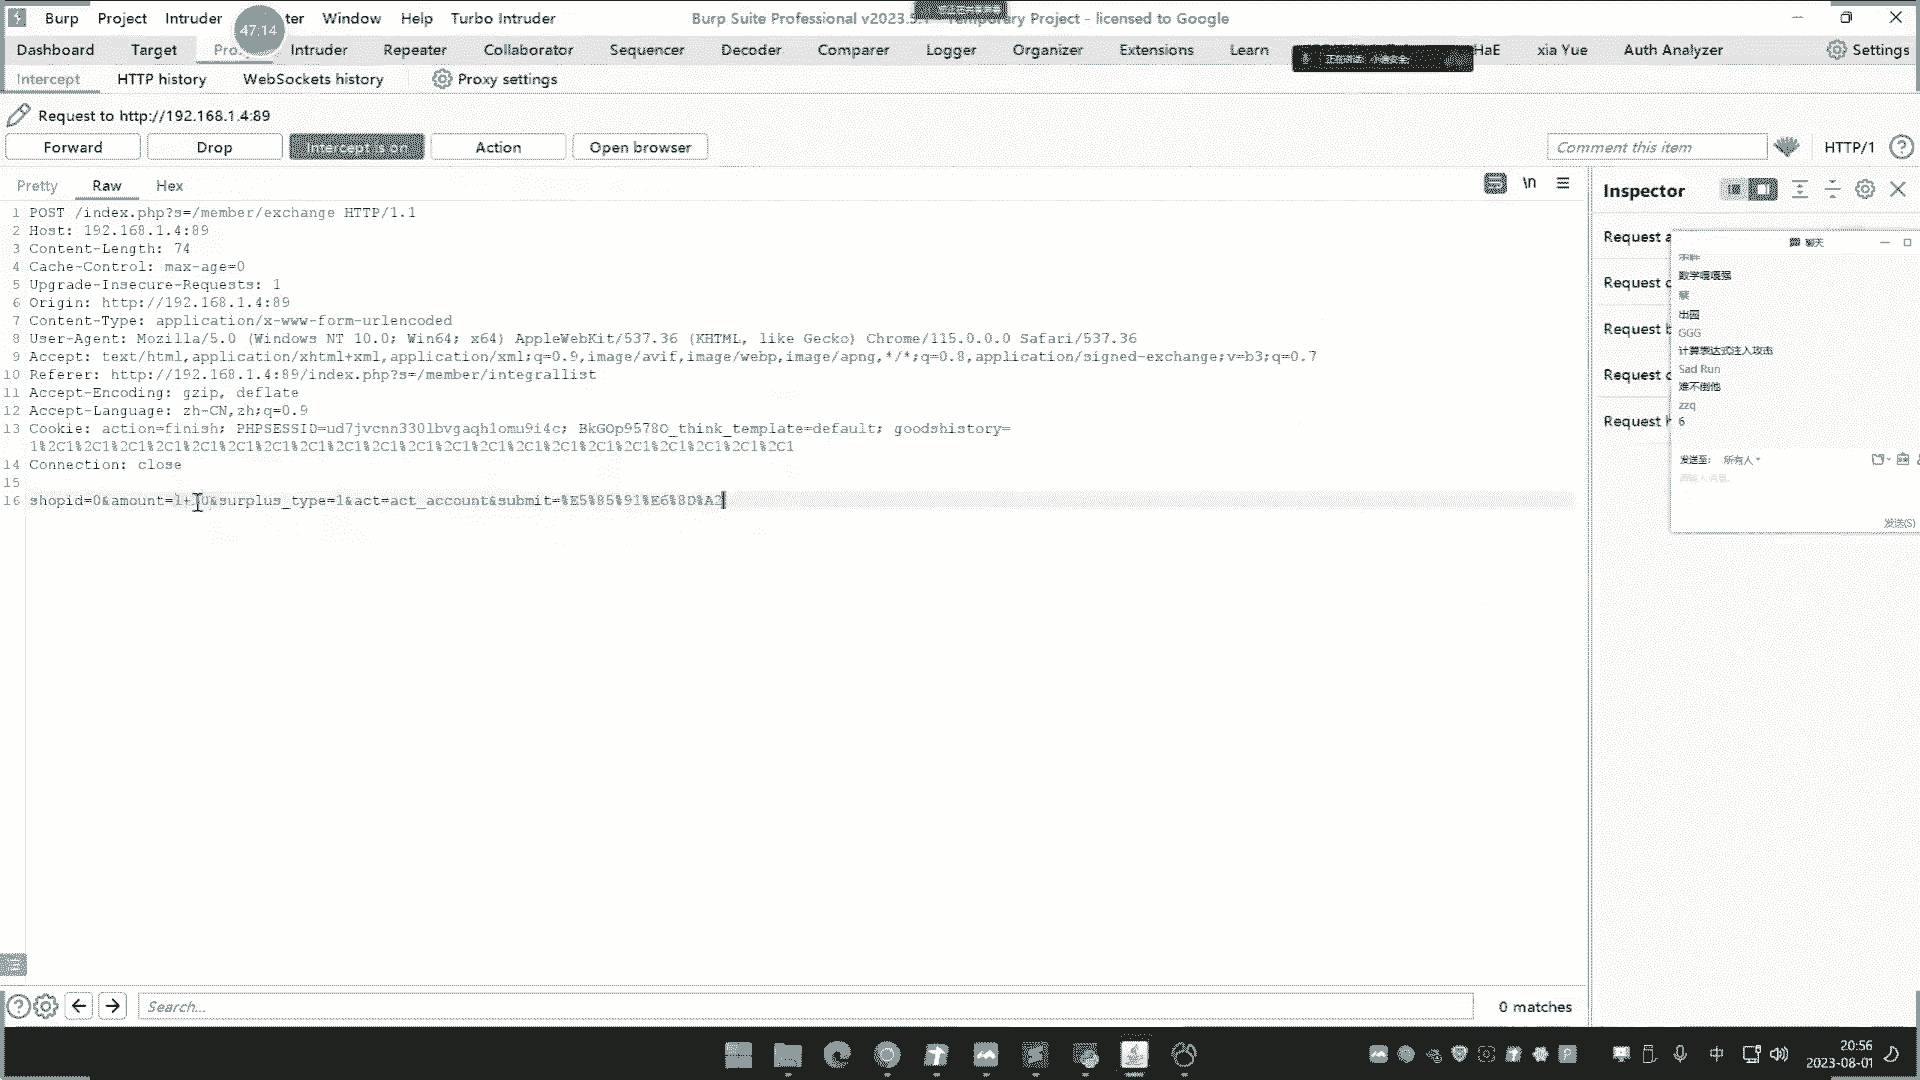 Burp Project Intruder 47:14 ter Window Help Turbo Intruder
Temporary Project - licensed to Google
Burp Suite Professional v2023.5.
Dashboard Target Intruder Repeater Collaborator Sequencer Decoder Comparer Logger Organizer Extensions Learn HaE xia Yue Auth Analyzer Settings
Intercept HTTP history WebSockets history Proxy settings
Request to http://192.168.1.4:89
Forward Drop Intercept is on Action Open browser Comment this item HTTP/1
Pretty Raw Hex \n
1 POST /index.php?s=/member/exchange HTTP/1.1
2 Host: 192.168.1.4:89
3 Content-Length: 74
4 Cache-Control: max-age=0
5 Upgrade-Insecure-Requests: 1
6 Origin: http://192.168.1.4:89
7 Content-Type: application/x-www-form-urlencoded
8 User-Agent: Mozilla/5.0 (Windows NT 10.0; Win64; x64) AppleWebKit/537.36 (KHTML, like Gecko) Chrome/115.0.0.0 Safari/537.36
9 Accept: text/html,application/xhtml+xml,application/xml;q=0.9,image/avif,image/webp,image/apng,*/*;q=0.8,application/signed-exchange;v=b3;q=0.7
10 Referer: http://192.168.1.4:89/index.php?s=/member/integrallist
11 Accept-Encoding: gzip, deflate
12 Accept-Language: zh-CN,zh;q=0.9
13 Cookie: action=finish; PHPSESSID=ud7jvcnn330lbvgaqh1omu9i4c; BkGOp9578O_think_template=default; goodshistory=
1%2C1%2C1%2C1%2C1%2C1%2C1%2C1%2C1%2C1%2C1%2C1%2C1%2C1%2C1%2C1%2C1%2C1%2C1%2C1%2C1
14 Connection: close
15
16 shopid=0&amount=&surplus_type=1&act=act_account&submit=%E5%85%91%E6%8D%A2
Inspector
Request
Request
Request
Request
Request
聊天
数学嘎嘎强
出圈
GGG
计算表达式注入攻击
Sad Run
难不倒他
zzq
6
发送至: 所有人
请输入消息...
发送(S)
Search... 0 matches
中
20:56
2023-08-01